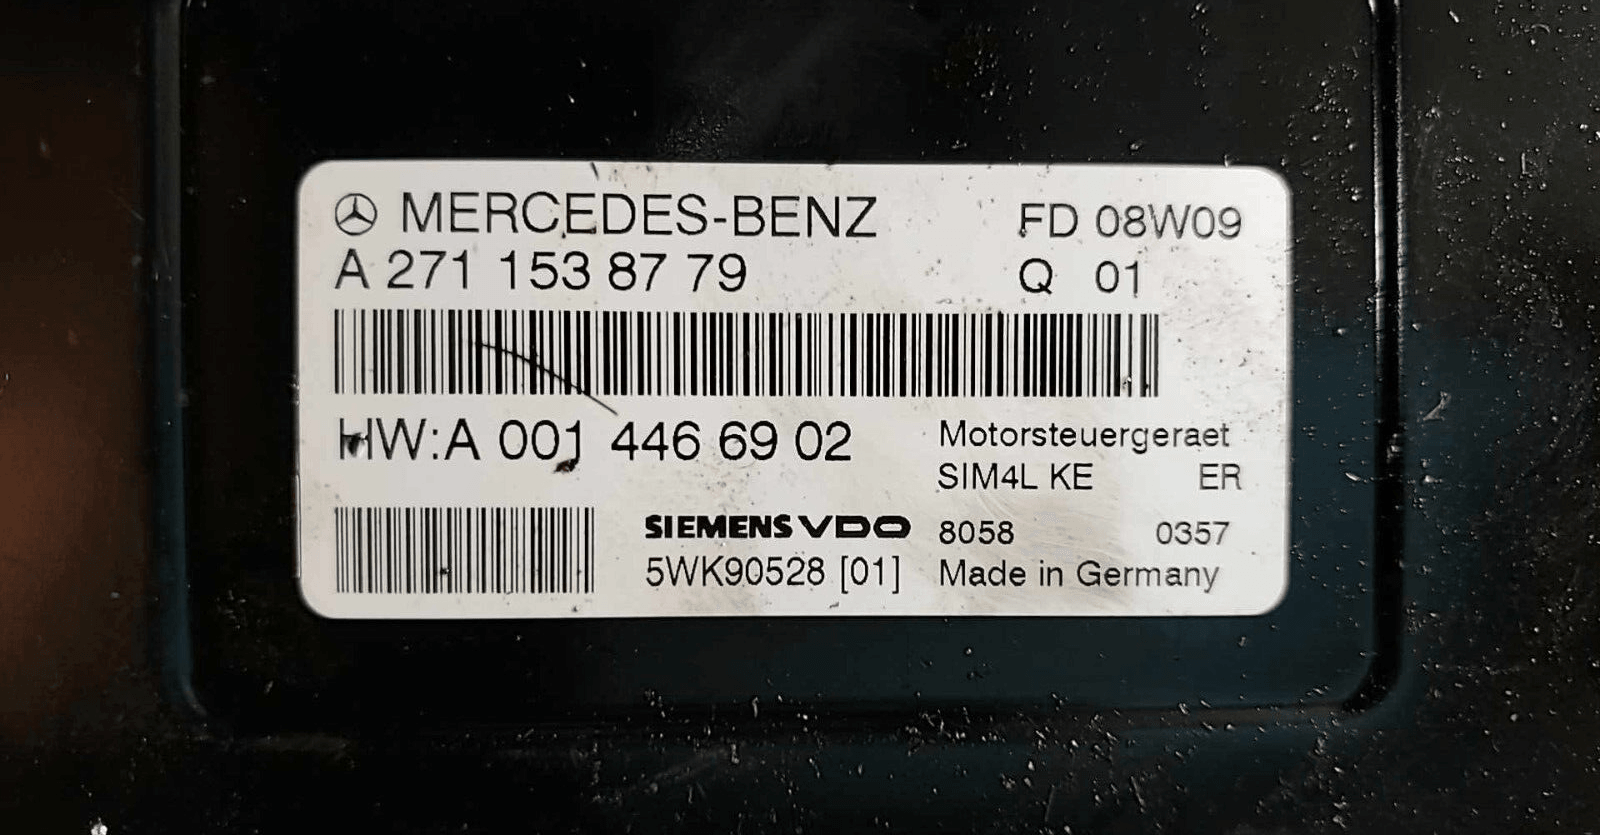 MERCEDES-BENZ FD 08W09
A 271 153 87 79 Q 01
HW:A 001 446 69 02 Motorsteuergeraet
SIM4L KE ER
SIEMENS VDO 8058 0357
5WK90528 [01] Made in Germany